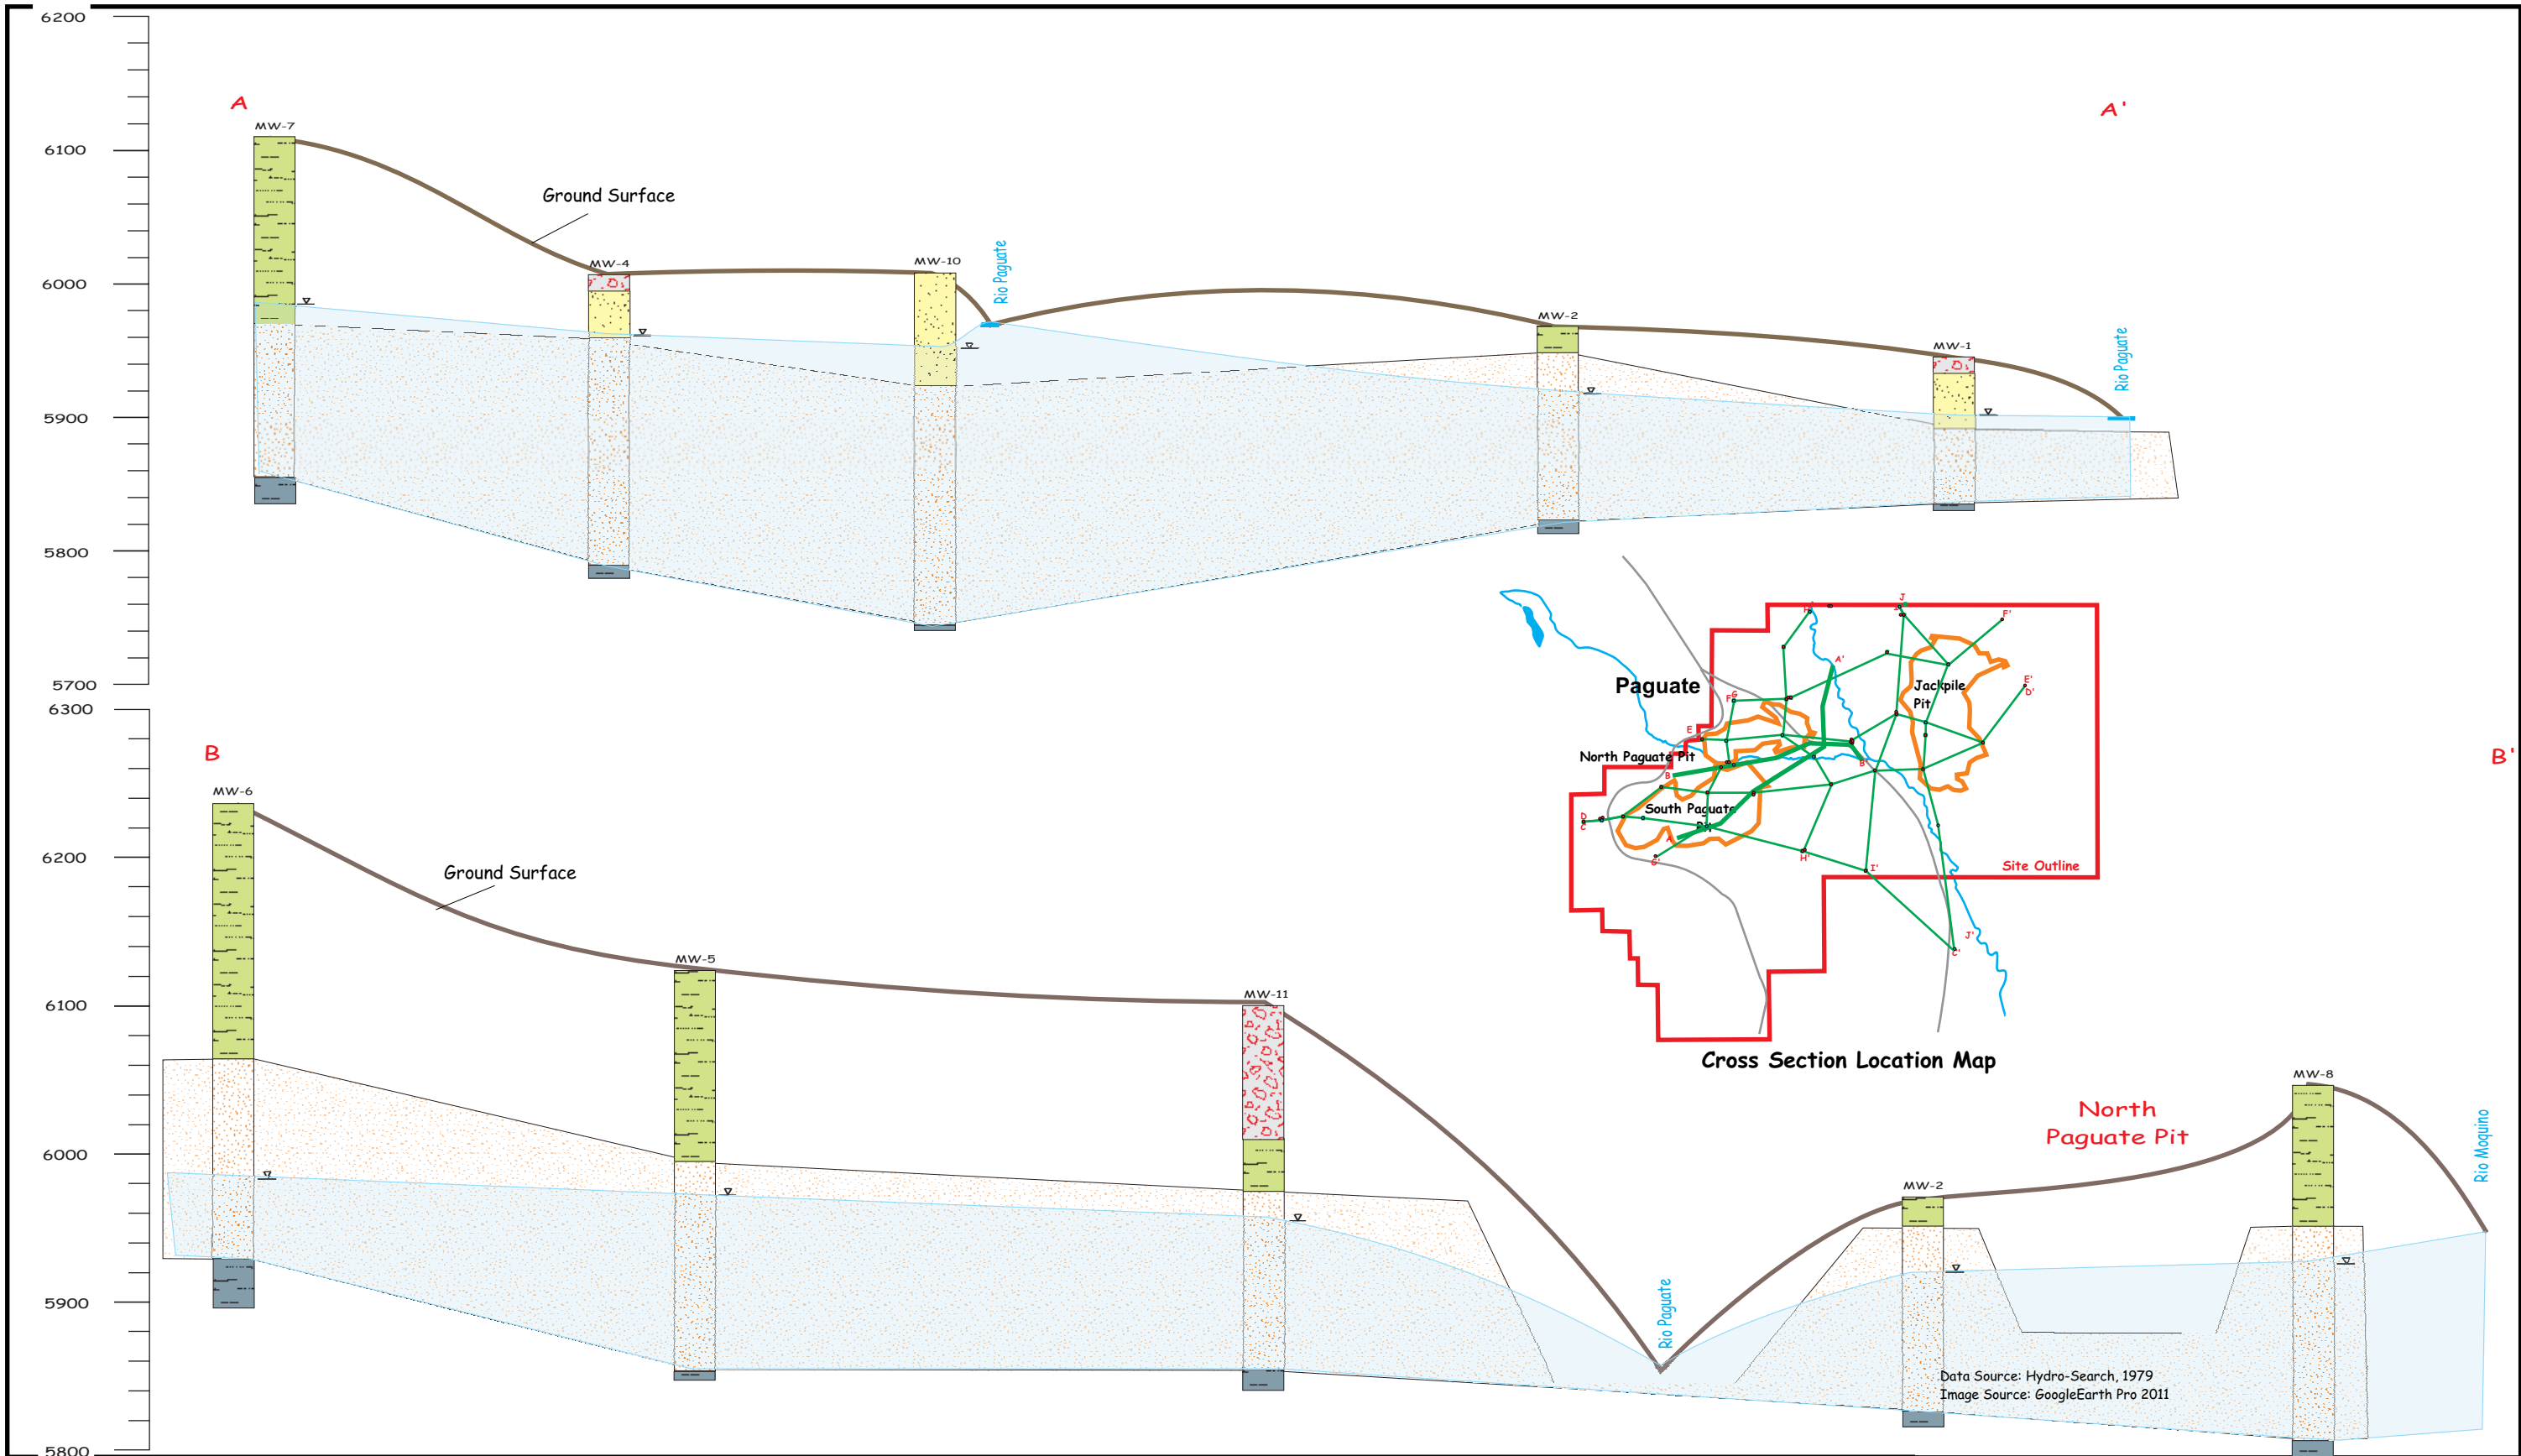 6200
6100
6000
5900
5800
5700
A
A'
MW-7
Ground Surface
MW-4
MW-10
Rio Paguate
MW-2
MW-1
Rio Paguate
6300
6200
6100
6000
5900
5800
B
B'
MW-6
Ground Surface
MW-5
MW-11
Rio Paguate
MW-2
North
Paguate Pit
MW-8
Rio Moquino
Data Source: Hydro-Search, 1979
Image Source: GoogleEarth Pro 2011
Paguate
North Paguate Pit
South Paguate
Pit
Jackpile
Pit
Site Outline
J
F'
A'
E'
D'
F
G
E
B
B'
D
C
A
G'
H'
I'
J'
C'
Cross Section Location Map